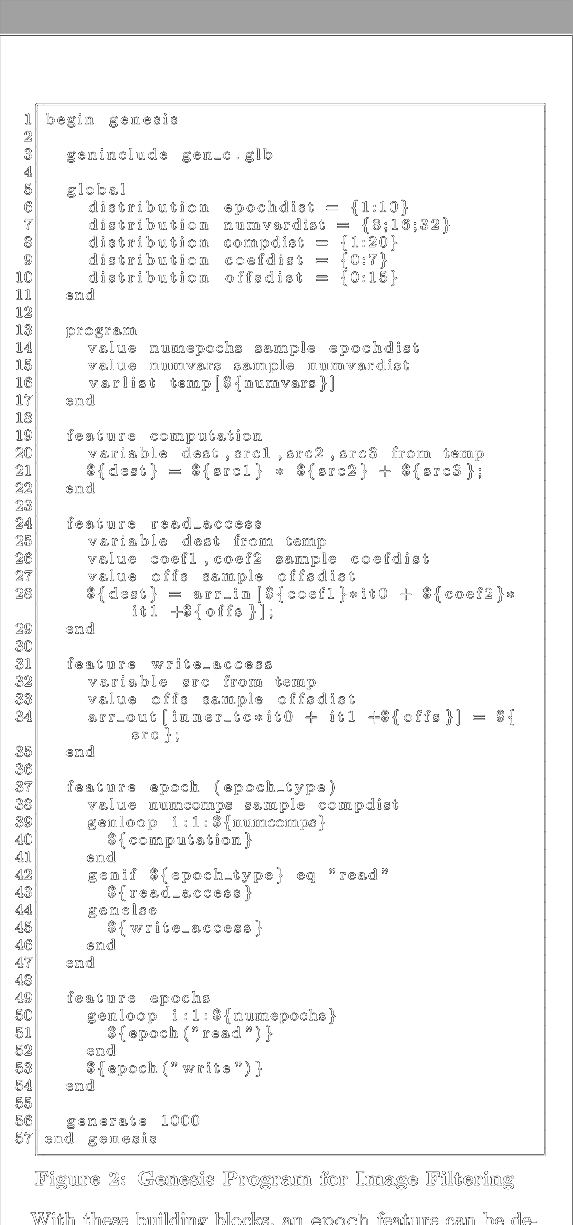 1 begin genesis
2
3 geninclude gen_c.glb
4
5 global
6 distribution epochdist = {1:10}
7 distribution numvardist = {8;16;32}
8 distribution compdist = {1:20}
9 distribution coefdist = {0:7}
10 distribution offsdist = {0:15}
11 end
12
13 program
14 value numepochs sample epochdist
15 value numvars sample numvardist
16 varlist temp[${numvars}]
17 end
18
19 feature computation
20 variable dest,src1,src2,src3 from temp
21 ${dest} = ${src1} * ${src2} + ${src3};
22 end
23
24 feature read_access
25 variable dest from temp
26 value coef1,coef2 sample coefdist
27 value offs sample offsdist
28 ${dest} = arr_in[${coef1}*it0 + ${coef2}*
it1 +${offs}];
29 end
30
31 feature write_access
32 variable src from temp
33 value offs sample offsdist
34 arr_out[inner_tc*it0 + it1 +${offs}] = ${
src};
35 end
36
37 feature epoch (epoch_type)
38 value numcomps sample compdist
39 genloop i:1:${numcomps}
40 ${computation}
41 end
42 genif ${epoch_type} eq "read"
43 ${read_access}
44 genelse
45 ${write_access}
46 end
47 end
48
49 feature epochs
50 genloop i:1:${numepochs}
51 ${epoch("read")}
52 end
53 ${epoch("write")}
54 end
55
56 generate 1000
57 end genesis
Figure 2: Genesis Program for Image Filtering
With these building blocks, an epoch feature can be de-